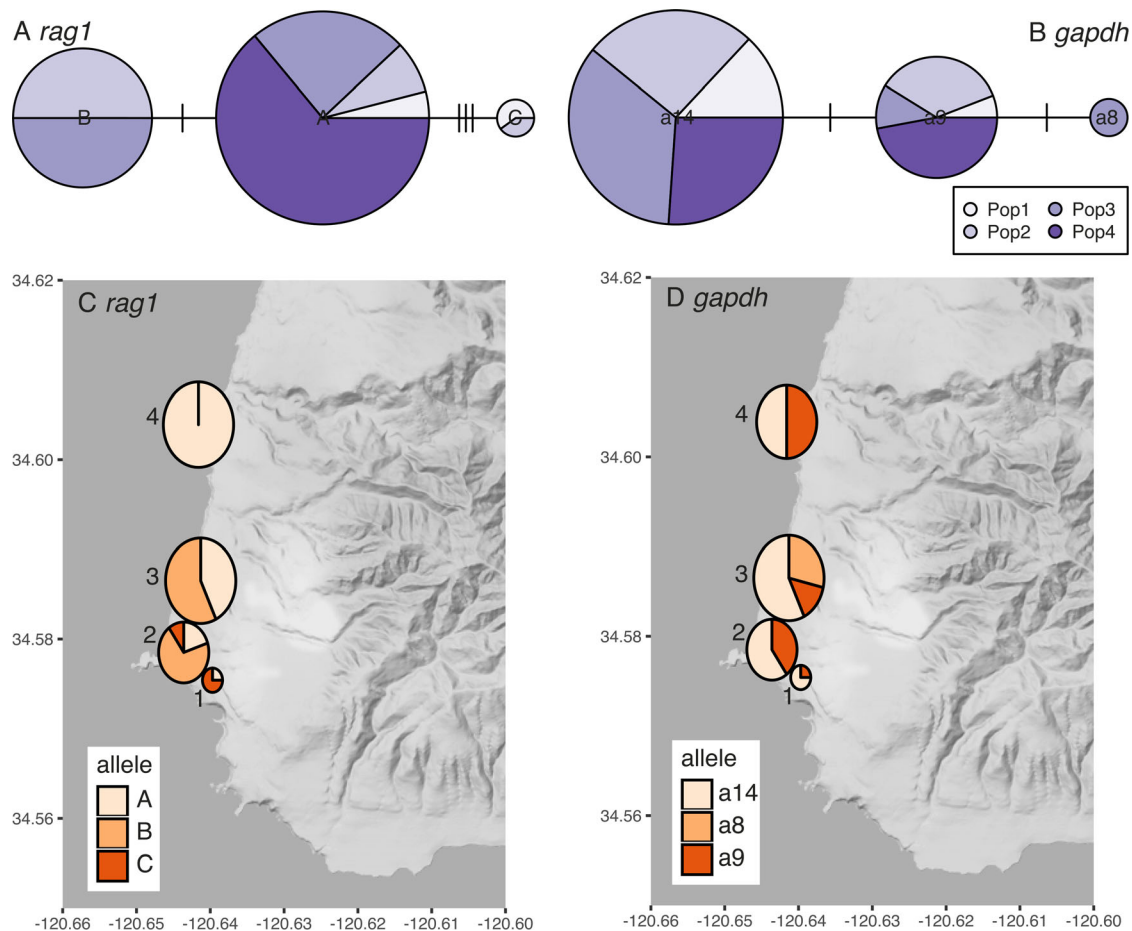 A rag1
B gapdh
B
A
C
a14
a9
a8
Pop1 Pop3
Pop2 Pop4
34.62
34.60
34.58
34.56
C rag1
4
3
2
1
allele
A
B
C
-120.66 -120.65 -120.64 -120.63 -120.62 -120.61 -120.60
34.62
34.60
34.58
34.56
D gapdh
4
3
2
1
allele
a14
a8
a9
-120.66 -120.65 -120.64 -120.63 -120.62 -120.61 -120.60